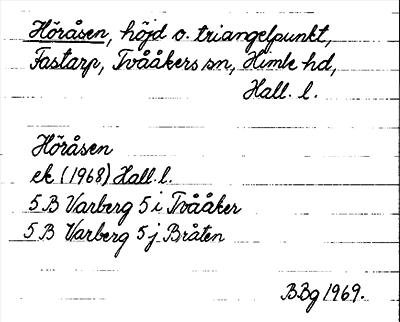 Höråsen, höjd o. triangelpunkt,
Fastarp, Tvååkers sn, Himle hd,
Hall. l.
Höråsen
ek (1968) Hall. l.
5 B Varberg 5 i Tvååker
5 B Varberg 5 j Bråten
B.Bg 1969.